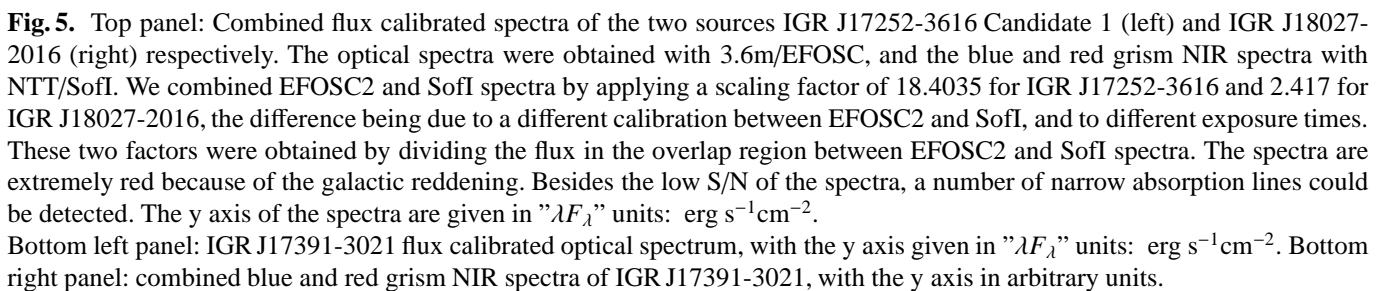 Fig. 5. Top panel: Combined flux calibrated spectra of the two sources IGR J17252-3616 Candidate 1 (left) and IGR J18027-
2016 (right) respectively. The optical spectra were obtained with 3.6m/EFOSC, and the blue and red grism NIR spectra with
NTT/SofI. We combined EFOSC2 and SofI spectra by applying a scaling factor of 18.4035 for IGR J17252-3616 and 2.417 for
IGR J18027-2016, the difference being due to a different calibration between EFOSC2 and SofI, and to different exposure times.
These two factors were obtained by dividing the flux in the overlap region between EFOSC2 and SofI spectra. The spectra are
extremely red because of the galactic reddening. Besides the low S/N of the spectra, a number of narrow absorption lines could
be detected. The y axis of the spectra are given in ”λF_λ” units: erg s⁻¹cm⁻².
Bottom left panel: IGR J17391-3021 flux calibrated optical spectrum, with the y axis given in ”λF_λ” units: erg s⁻¹cm⁻². Bottom
right panel: combined blue and red grism NIR spectra of IGR J17391-3021, with the y axis in arbitrary units.